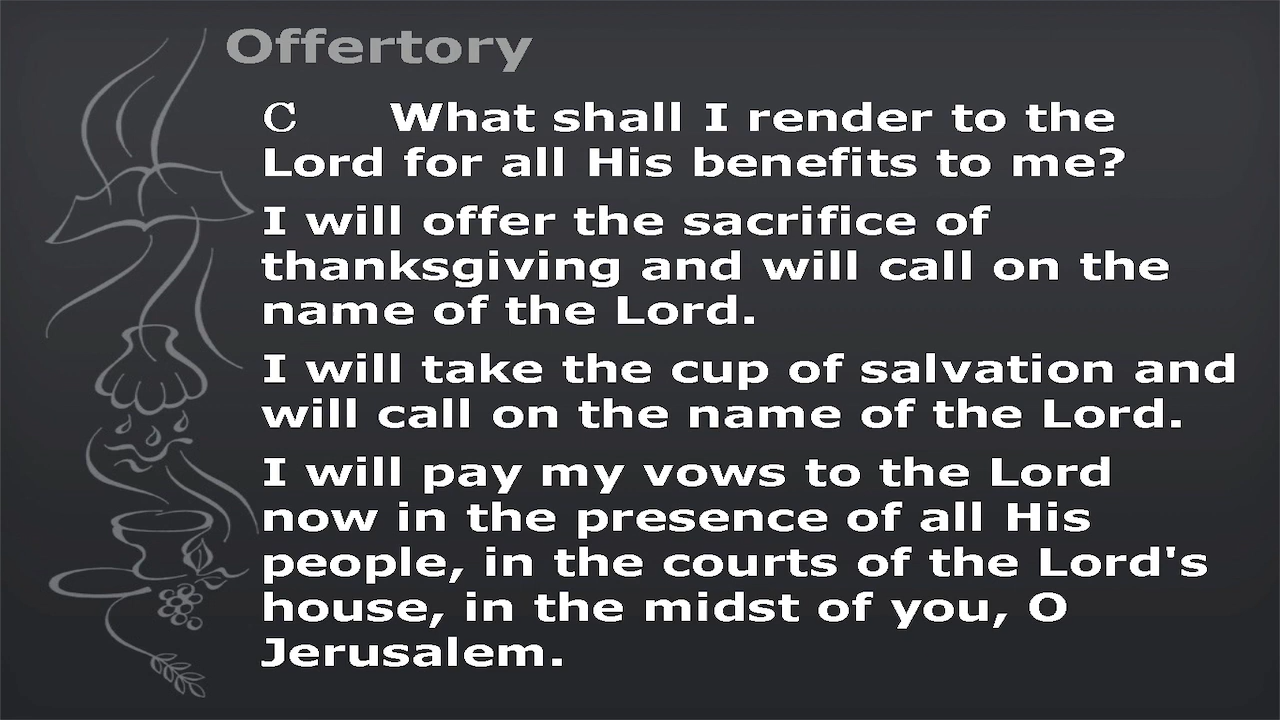 Offertory
C What shall I render to the
Lord for all His benefits to me?
I will offer the sacrifice of
thanksgiving and will call on the
name of the Lord.
I will take the cup of salvation and
will call on the name of the Lord.
I will pay my vows to the Lord
now in the presence of all His
people, in the courts of the Lord's
house, in the midst of you, O
Jerusalem.